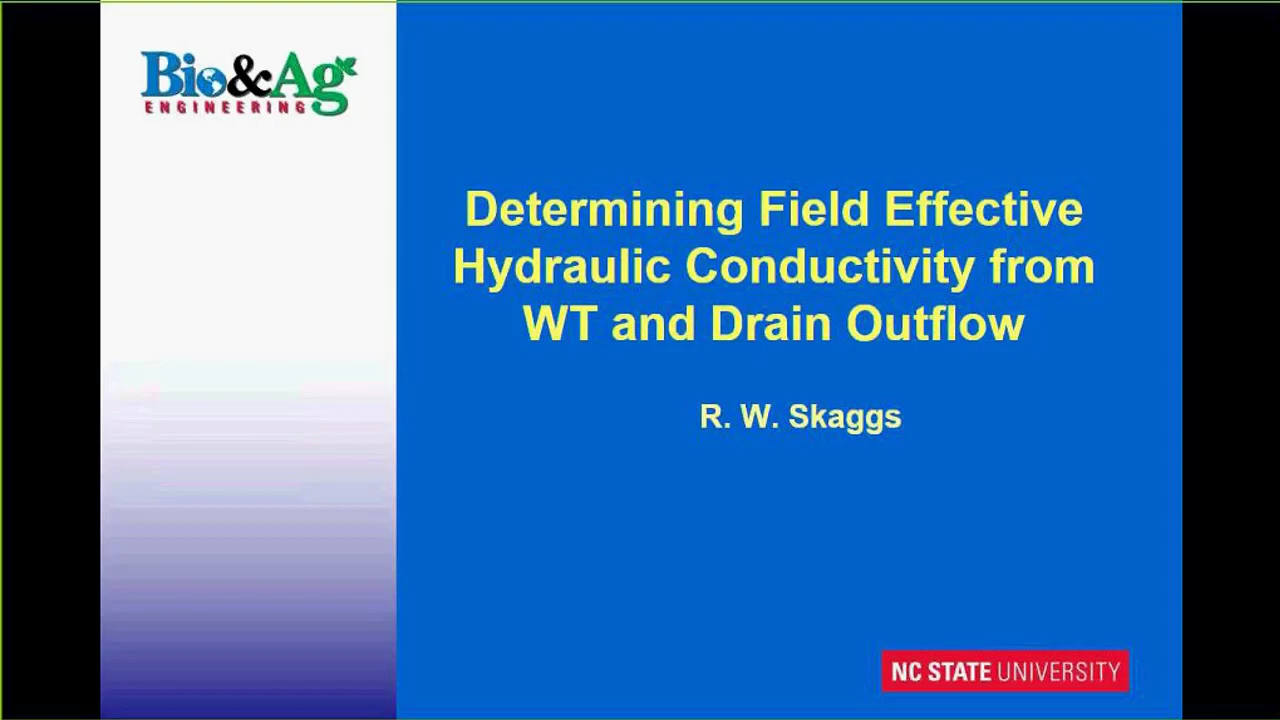 Bio&Ag
ENGINEERING
Determining Field Effective
Hydraulic Conductivity from
WT and Drain Outflow
R. W. Skaggs
NC STATE UNIVERSITY